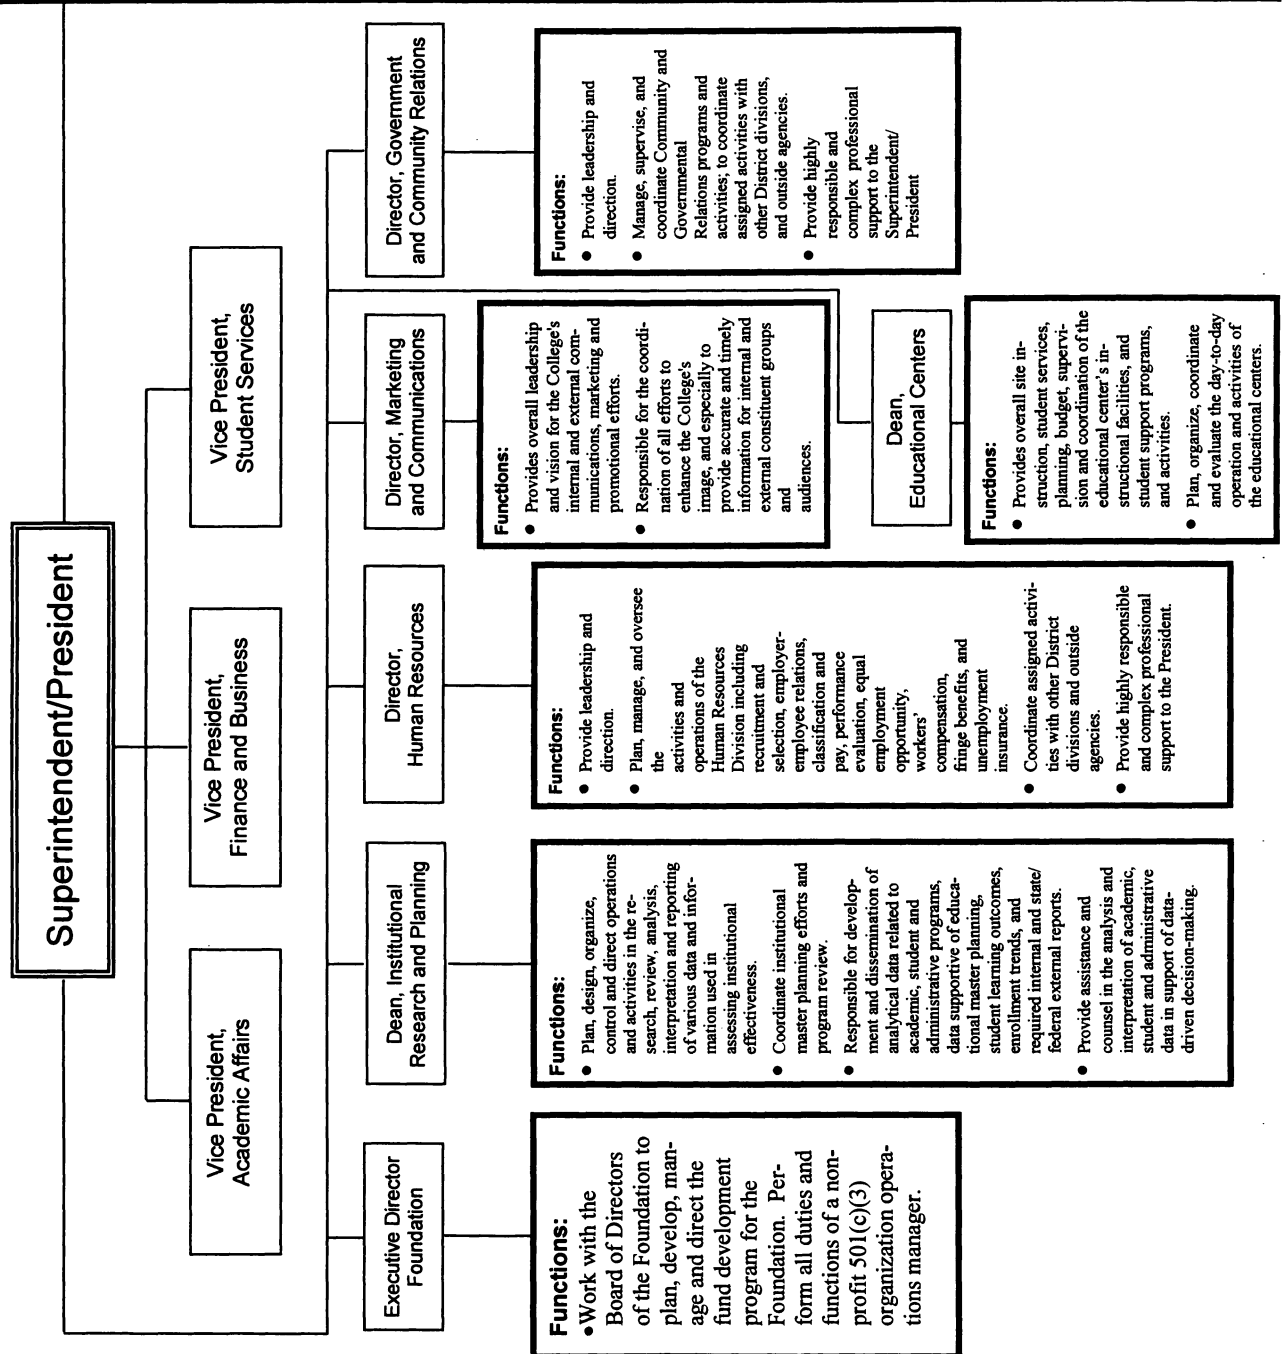 Superintendent/President
Vice President,
Academic Affairs
Vice President,
Finance and Business
Vice President,
Student Services
Executive Director
Foundation
Functions:
•Work with the
Board of Directors
of the Foundation to
plan, develop, man-
age and direct the
fund development
program for the
Foundation. Per-
form all duties and
functions of a non-
profit 501(c)(3)
organization opera-
tions manager.
Dean, Institutional
Research and Planning
Functions:
• Plan, design, organize,
control and direct operations
and activities in the re-
search, review, analysis,
interpretation and reporting
of various data and infor-
mation used in
assessing institutional
effectiveness.
• Coordinate institutional
master planning efforts and
program review.
• Responsible for develop-
ment and dissemination of
analytical data related to
academic, student and
administrative programs,
data supportive of educa-
tional master planning,
student learning outcomes,
enrollment trends, and
required internal and state/
federal external reports.
• Provide assistance and
counsel in the analysis and
interpretation of academic,
student and administrative
data in support of data-
driven decision-making.
Director,
Human Resources
Functions:
• Provide leadership and
direction.
• Plan, manage, and oversee
the
activities and
operations of the
Human Resources
Division including
recruitment and
selection, employer-
employee relations,
classification and
pay, performance
evaluation, equal
employment
opportunity,
workers'
compensation,
fringe benefits, and
unemployment
insurance.
• Coordinate assigned activi-
ties with other District
divisions and outside
agencies.
• Provide highly responsible
and complex professional
support to the President.
Director, Marketing
and Communications
Functions:
• Provides overall leadership
and vision for the College's
internal and external com-
munications, marketing and
promotional efforts.
• Responsible for the coordi-
nation of all efforts to
enhance the College's
image, and especially to
provide accurate and timely
information for internal and
external constituent groups
and
audiences.
Dean,
Educational Centers
Functions:
• Provides overall site in-
struction, student services,
planning, budget, supervi-
sion and coordination of the
educational center's in-
structional facilities, and
student support programs,
and activities.
• Plan, organize, coordinate
and evaluate the day-to-day
operation and activities of
the educational centers.
Director, Government
and Community Relations
Functions:
• Provide leadership and
direction.
• Manage, supervise, and
coordinate Community and
Governmental
Relations programs and
activities; to coordinate
assigned activities with
other District divisions,
and outside agencies.
• Provide highly
responsible and
complex professional
support to the
Superintendent/
President